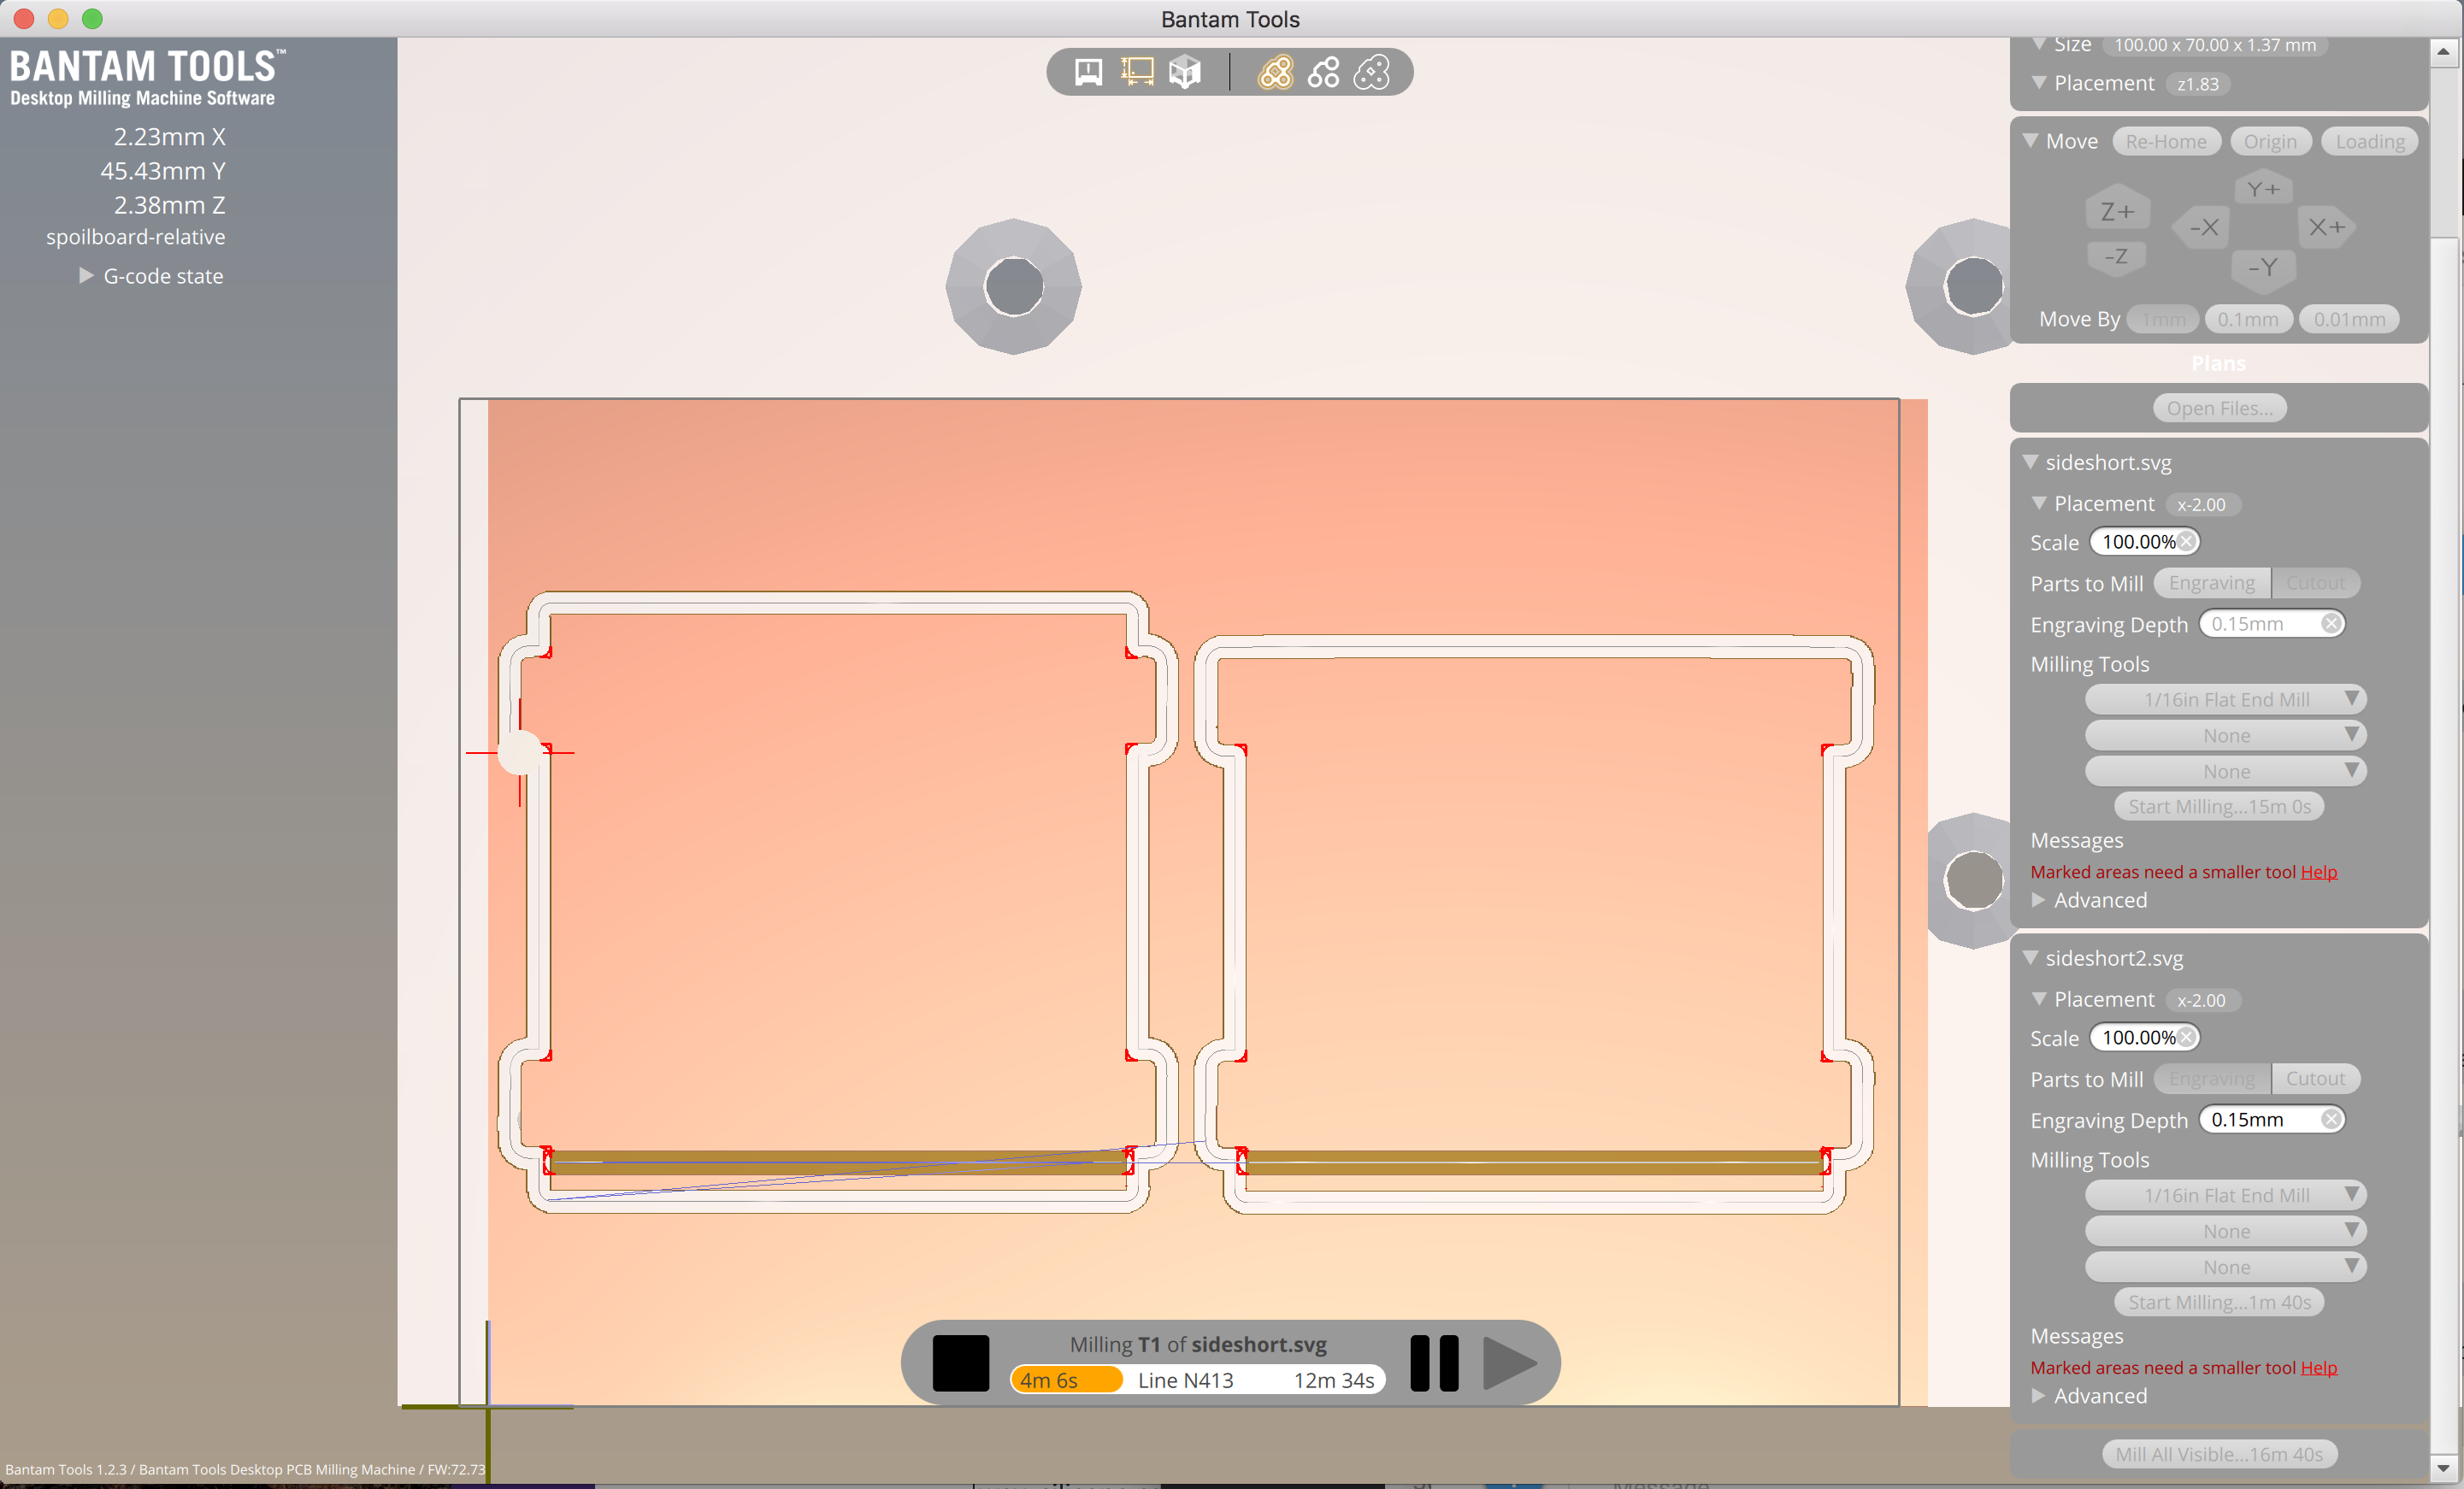 Bantam Tools
BANTAM TOOLS™
Desktop Milling Machine Software
2.23mm X
45.43mm Y
2.38mm Z
spoilboard-relative
G-code state
Size 100.00 x 70.00 x 1.37 mm
Placement z1.83
Move Re-Home Origin Loading
Y+
Z+ -X X+
-Z -Y
Move By 1mm 0.1mm 0.01mm
Plans
Open Files...
sideshort.svg
Placement x-2.00
Scale 100.00%
Parts to Mill Engraving Cutout
Engraving Depth 0.15mm
Milling Tools
1/16in Flat End Mill
None
None
Start Milling...15m 0s
Messages
Marked areas need a smaller tool Help
Advanced
sideshort2.svg
Placement x-2.00
Scale 100.00%
Parts to Mill Engraving Cutout
Engraving Depth 0.15mm
Milling Tools
1/16in Flat End Mill
None
None
Start Milling...1m 40s
Messages
Marked areas need a smaller tool Help
Advanced
Mill All Visible...16m 40s
Milling T1 of sideshort.svg
4m 6s Line N413 12m 34s
Bantam Tools 1.2.3 / Bantam Tools Desktop PCB Milling Machine / FW:72.73
Message